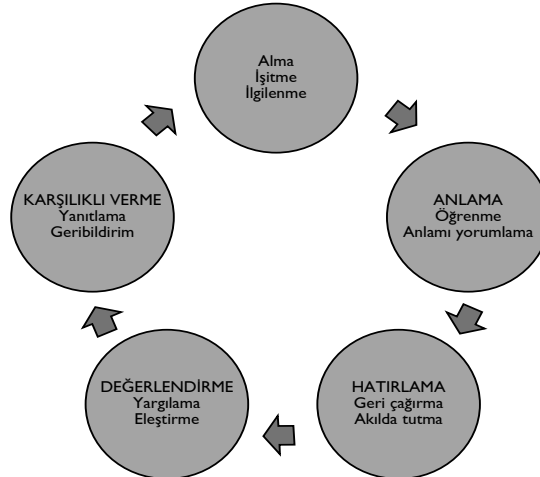 Alma
İşitme
İlgilenme
ANLAMA
Öğrenme
Anlamı yorumlama
HATIRLAMA
Geri çağırma
Akılda tutma
DEĞERLENDİRME
Yargılama
Eleştirme
KARŞILIKLI VERME
Yanıtlama
Geribildirim